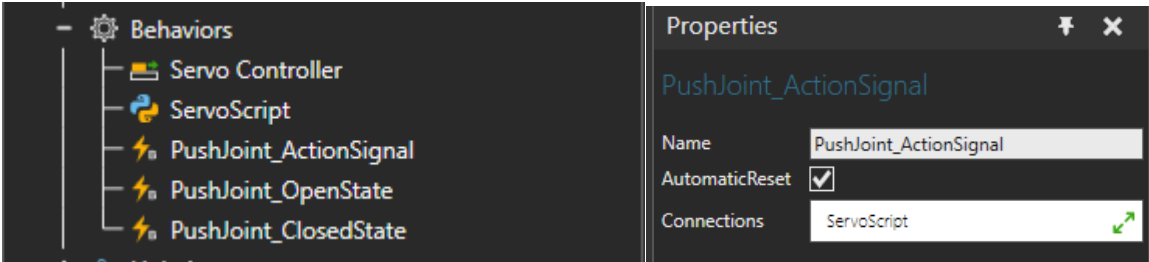 Behaviors
Servo Controller
ServoScript
PushJoint_ActionSignal
PushJoint_OpenState
PushJoint_ClosedState
Properties
PushJoint_ActionSignal
Name PushJoint_ActionSignal
AutomaticReset
Connections ServoScript